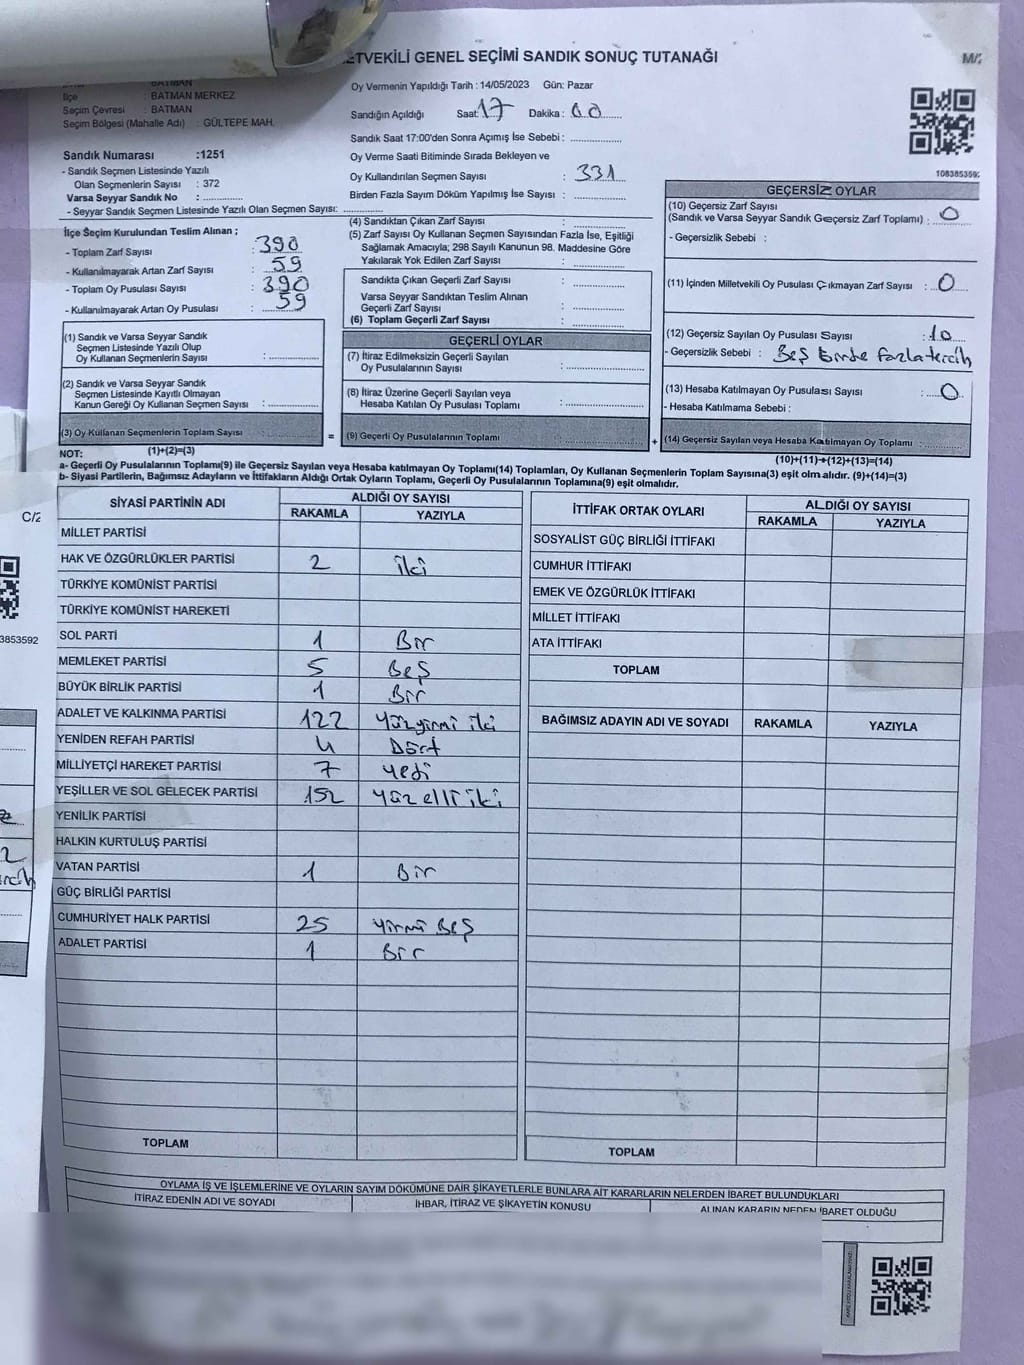 ETVEKİLİ GENEL SEÇİMİ SANDIK SONUÇ TUTANAĞI
BATMAN
İlçe : BATMAN MERKEZ
Seçim Çevresi : BATMAN
Seçim Bölgesi (Mahalle Adı) : GÜLTEPE MAH.
Oy Vermenin Yapıldığı Tarih : 14/05/2023 Gün: Pazar
Sandığın Açıldığı Saat: 17 Dakika : 00
Sandık Saat 17:00'den Sonra Açımış İse Sebebi :
Oy Verme Saati Bitiminde Sırada Bekleyen ve
Oy Kullandırılan Seçmen Sayısı : 331
Birden Fazla Sayım Döküm Yapılmış İse Sayısı :
Sandık Numarası :1251
- Sandık Seçmen Listesinde Yazılı
Olan Seçmenlerin Sayısı : 372
Varsa Seyyar Sandık No :
- Seyyar Sandık Seçmen Listesinde Yazılı Olan Seçmen Sayısı:
İlçe Seçim Kurulundan Teslim Alınan ;
- Toplam Zarf Sayısı : 390
- Kullanılmayarak Artan Zarf Sayısı : 59
- Toplam Oy Pusulası Sayısı : 390
- Kullanılmayarak Artan Oy Pusulası : 59
(1) Sandık ve Varsa Seyyar Sandık
Seçmen Listesinde Yazılı Olup
Oy Kullanan Seçmenlerin Sayısı :
(2) Sandık ve Varsa Seyyar Sandık
Seçmen Listesinde Kayıtlı Olmayan
Kanun Gereği Oy Kullanan Seçmen Sayısı :
(3) Oy Kullanan Seçmenlerin Toplam Sayısı =
(1)+(2)=(3)
(4) Sandıktan Çıkan Zarf Sayısı :
(5) Zarf Sayısı Oy Kullanan Seçmen Sayısından Fazla İse, Eşitliği
Sağlamak Amacıyla; 298 Sayılı Kanunun 98. Maddesine Göre
Yakılarak Yok Edilen Zarf Sayısı :
Sandıkta Çıkan Geçerli Zarf Sayısı :
Varsa Seyyar Sandıktan Teslim Alınan
Geçerli Zarf Sayısı :
(6) Toplam Geçerli Zarf Sayısı :
GEÇERLİ OYLAR
(7) İtiraz Edilmeksizin Geçerli Sayılan
Oy Pusulalarının Sayısı :
(8) İtiraz Üzerine Geçerli Sayılan veya
Hesaba Katılan Oy Pusulası Toplamı :
(9) Geçerli Oy Pusulalarının Toplamı +
M/2
GEÇERSİZ OYLAR
(10) Geçersiz Zarf Sayısı
(Sandık ve Varsa Seyyar Sandık Geçersiz Zarf Toplamı) : 0
- Geçersizlik Sebebi :
(11) İçinden Milletvekili Oy Pusulası Çıkmayan Zarf Sayısı : 0
(12) Geçersiz Sayılan Oy Pusulası Sayısı : 10
- Geçersizlik Sebebi : Beş Birde fazla tercih
(13) Hesaba Katılmayan Oy Pusulası Sayısı : 0
- Hesaba Katılmama Sebebi :
(14) Geçersiz Sayılan veya Hesaba Katılmayan Oy Toplamı :
(10)+(11)+(12)+(13)=(14)
NOT:
a- Geçerli Oy Pusulalarının Toplamı(9) ile Geçersiz Sayılan veya Hesaba katılmayan Oy Toplamı(14) Toplamları, Oy Kullanan Seçmenlerin Toplam Sayısına(3) eşit olmalıdır. (9)+(14)=(3)
b- Siyasi Partilerin, Bağımsız Adayların ve İttifakların Aldığı Ortak Oyların Toplamı, Geçerli Oy Pusulalarının Toplamına(9) eşit olmalıdır.
SİYASİ PARTİNİN ADI ALDIĞI OY SAYISI
RAKAMLA YAZIYLA
MİLLET PARTİSİ
HAK VE ÖZGÜRLÜKLER PARTİSİ 2 iki
TÜRKİYE KOMÜNİST PARTİSİ
TÜRKİYE KOMÜNİST HAREKETİ
SOL PARTİ 1 Bir
MEMLEKET PARTİSİ 5 Beş
BÜYÜK BİRLİK PARTİSİ 1 Bir
ADALET VE KALKINMA PARTİSİ 122 Yüzyirmi iki
YENİDEN REFAH PARTİSİ 4 Dört
MİLLİYETÇİ HAREKET PARTİSİ 7 Yedi
YEŞİLLER VE SOL GELECEK PARTİSİ 152 Yüzelli iki
YENİLİK PARTİSİ
HALKIN KURTULUŞ PARTİSİ
VATAN PARTİSİ 1 Bir
GÜÇ BİRLİĞİ PARTİSİ
CUMHURİYET HALK PARTİSİ 25 Yirmi Beş
ADALET PARTİSİ 1 Bir
TOPLAM
İTTİFAK ORTAK OYLARI ALDIĞI OY SAYISI
RAKAMLA YAZIYLA
SOSYALİST GÜÇ BİRLİĞİ İTTİFAKI
CUMHUR İTTİFAKI
EMEK VE ÖZGÜRLÜK İTTİFAKI
MİLLET İTTİFAKI
ATA İTTİFAKI
TOPLAM
BAĞIMSIZ ADAYIN ADI VE SOYADI RAKAMLA YAZIYLA
TOPLAM
OYLAMA İŞ VE İŞLEMLERİNE VE OYLARIN SAYIM DÖKÜMÜNE DAİR ŞİKAYETLERLE BUNLARA AİT KARARLARIN NELERDEN İBARET BULUNDUKLARI
İTİRAZ EDENİN ADI VE SOYADI İHBAR, İTİRAZ VE ŞİKAYETİN KONUSU ALINAN KARARIN NEDEN İBARET OLDUĞU
C/2
3853592